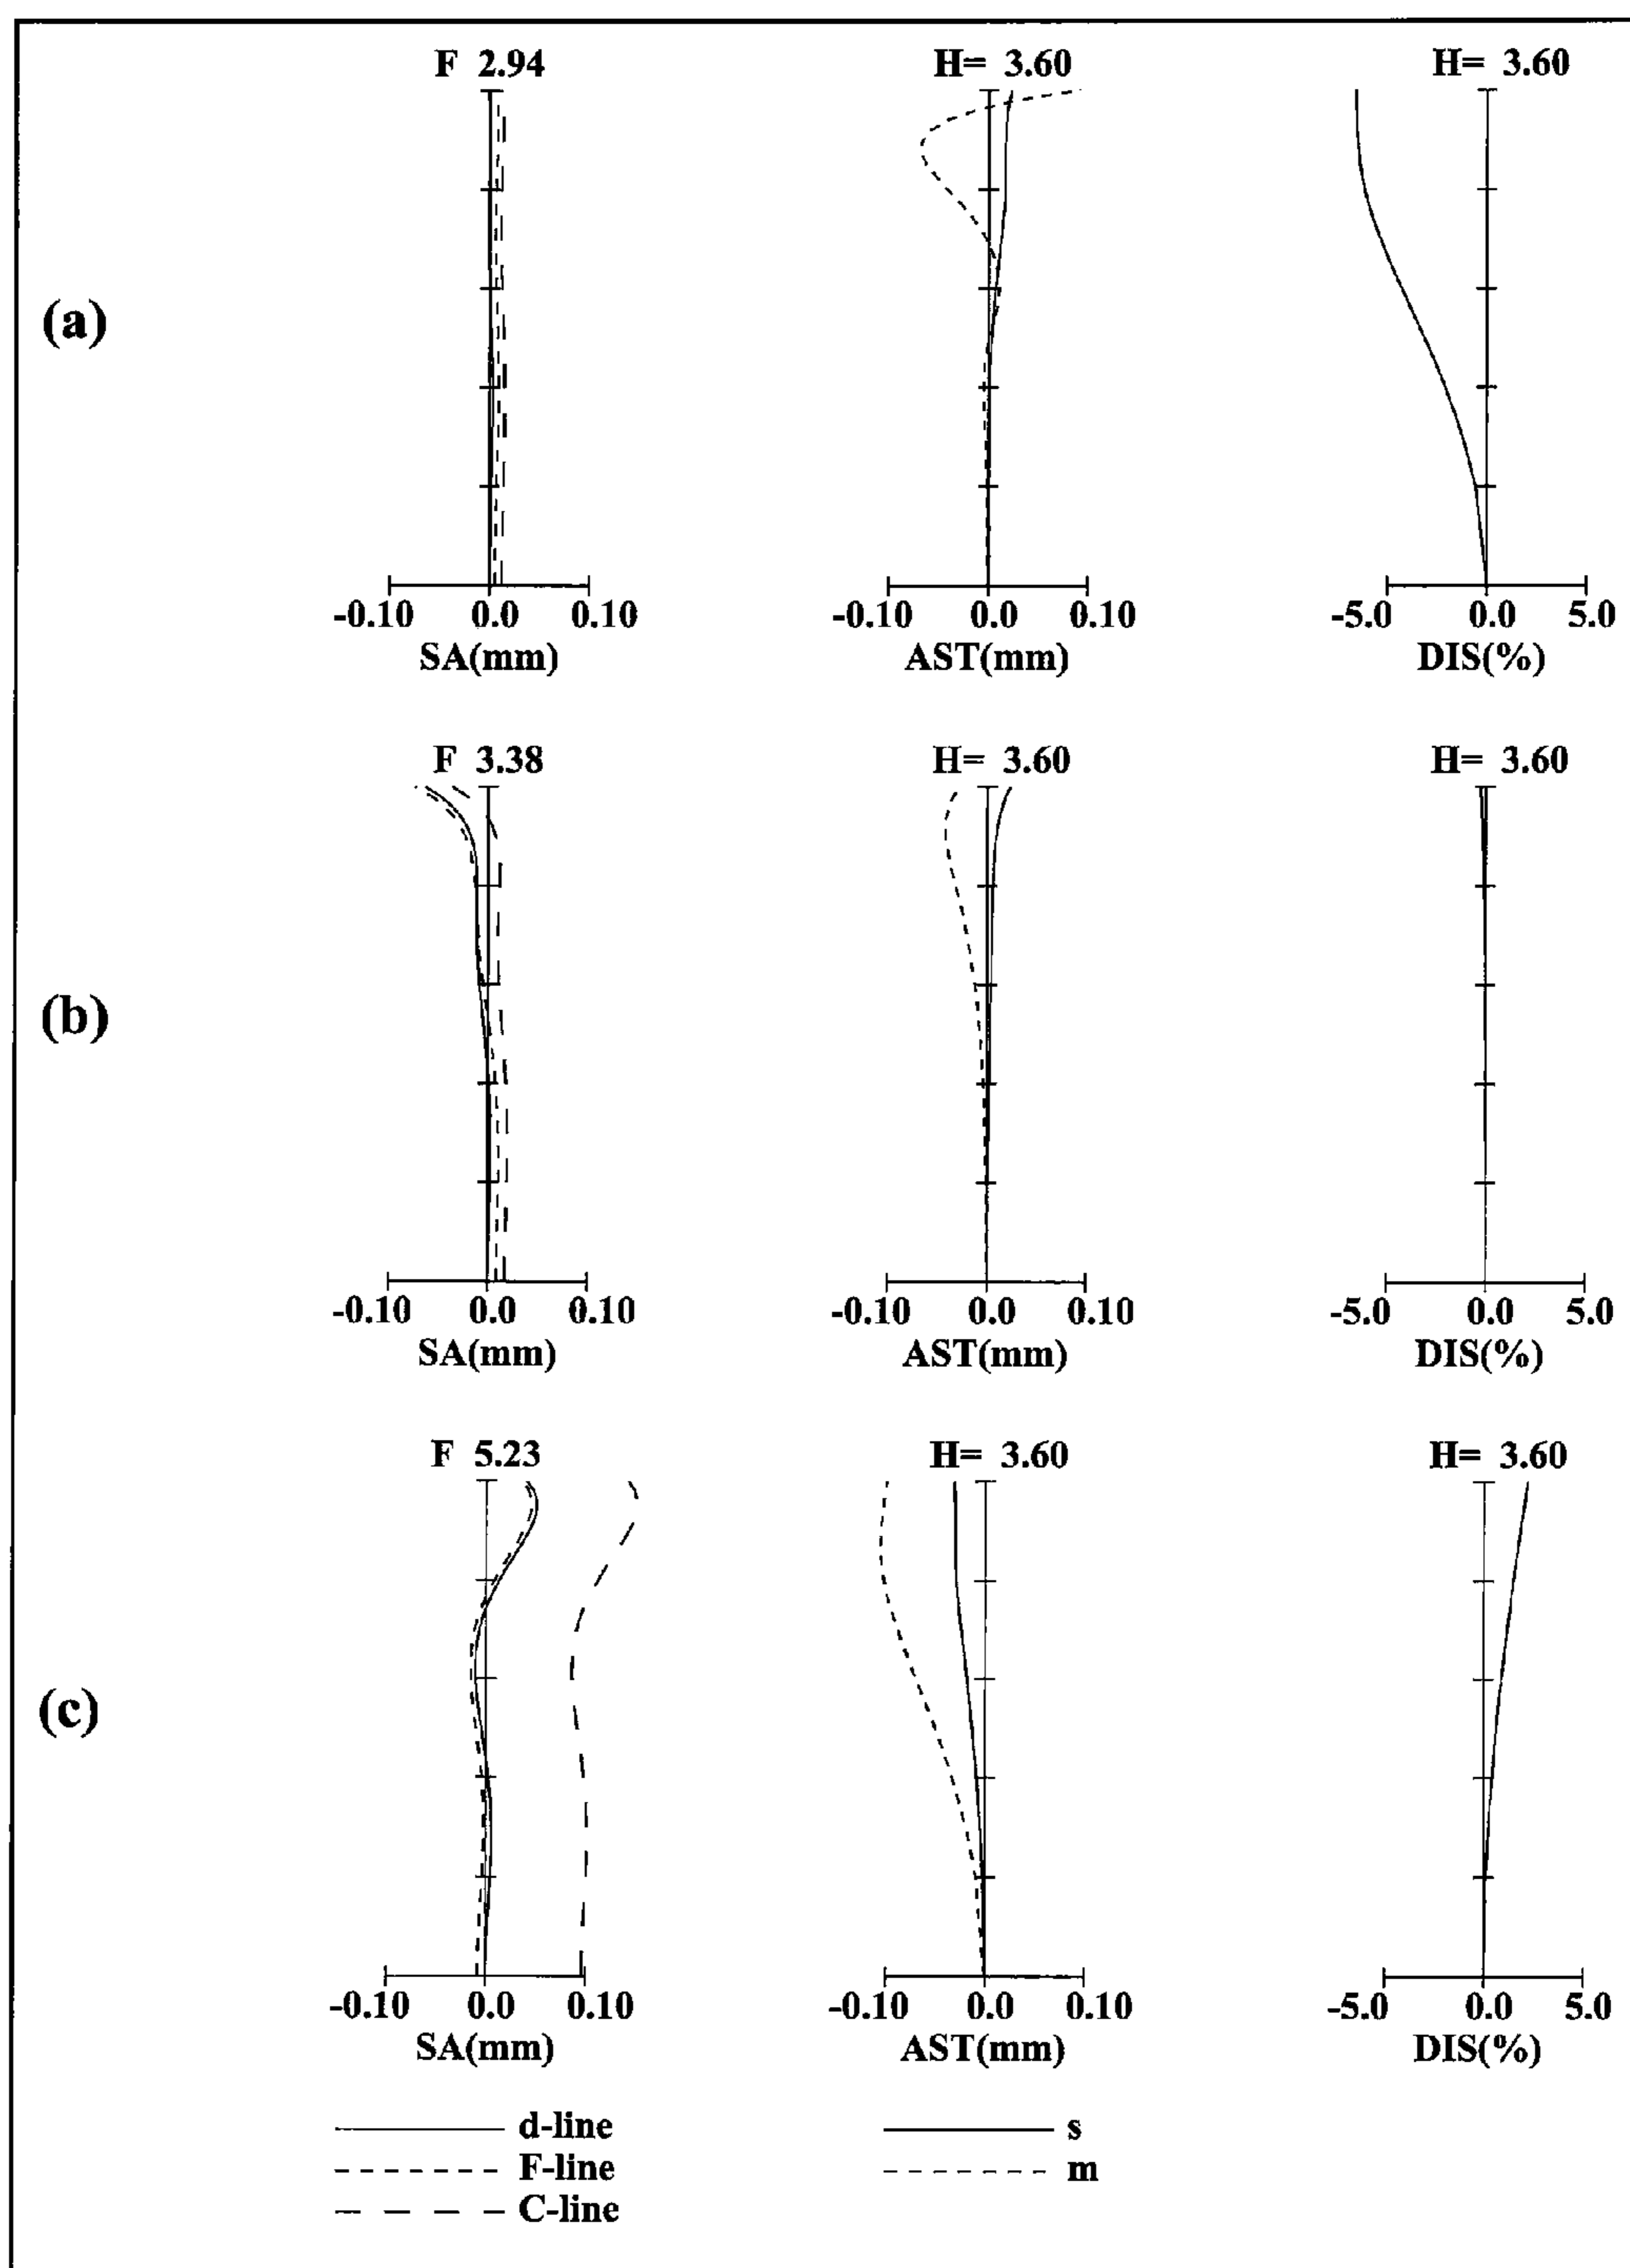 F 2.94 H= 3.60 H= 3.60
(a)
-0.10 0.0 0.10 -0.10 0.0 0.10 -5.0 0.0 5.0
SA(mm) AST(mm) DIS(%)
F 3.38 H= 3.60 H= 3.60
(b)
-0.10 0.0 0.10 -0.10 0.0 0.10 -5.0 0.0 5.0
SA(mm) AST(mm) DIS(%)
F 5.23 H= 3.60 H= 3.60
(c)
-0.10 0.0 0.10 -0.10 0.0 0.10 -5.0 0.0 5.0
SA(mm) AST(mm) DIS(%)
d-line s
F-line m
C-line